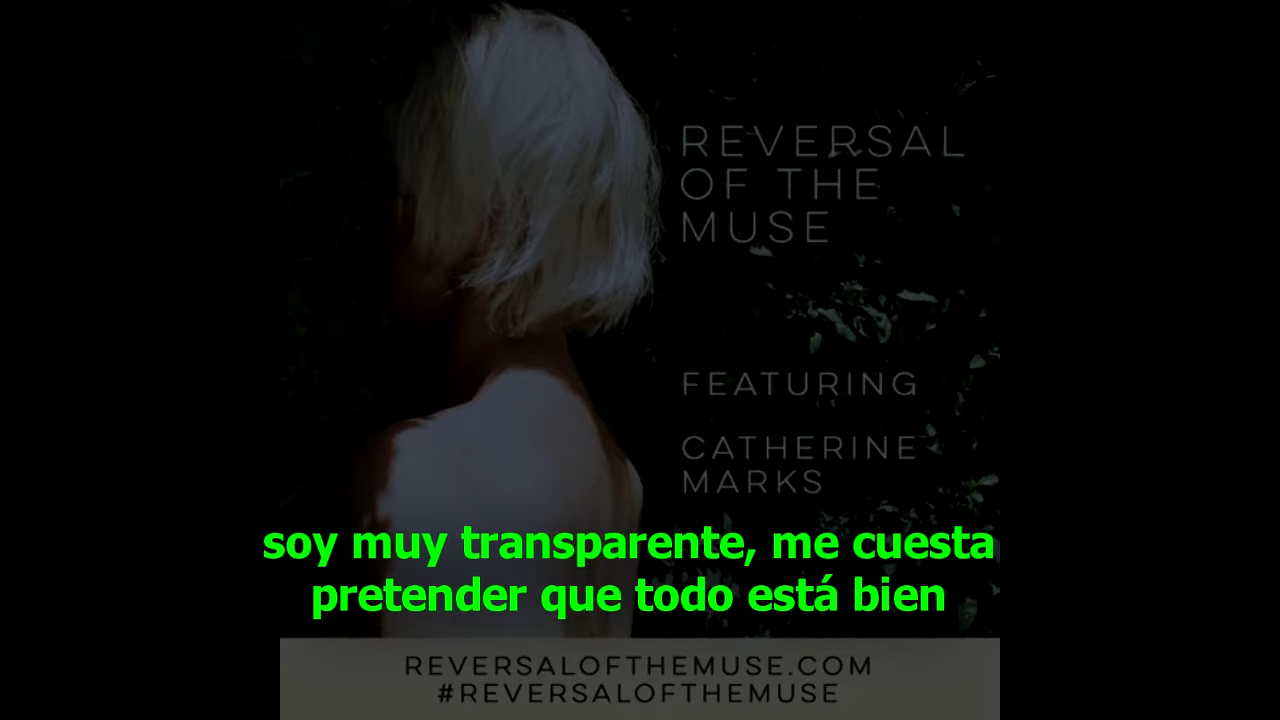 REVERSAL
OF THE
MUSE
FEATURING
CATHERINE
MARKS
soy muy transparente, me cuesta
pretender que todo está bien
REVERSALOFTHEMUSE.COM
#REVERSALOFTHEMUSE